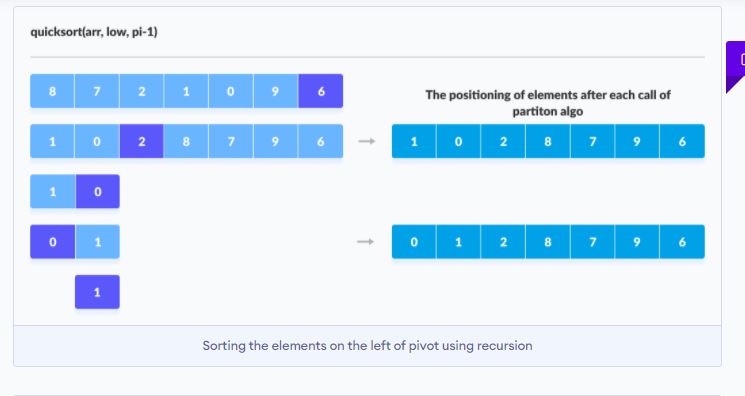 quicksort(arr, low, pi-1)
8 7 2 1 0 9 6
The positioning of elements after each call of
partiton algo
1 0 2 8 7 9 6 → 1 0 2 8 7 9 6
1 0
0 1 → 0 1 2 8 7 9 6
1
Sorting the elements on the left of pivot using recursion